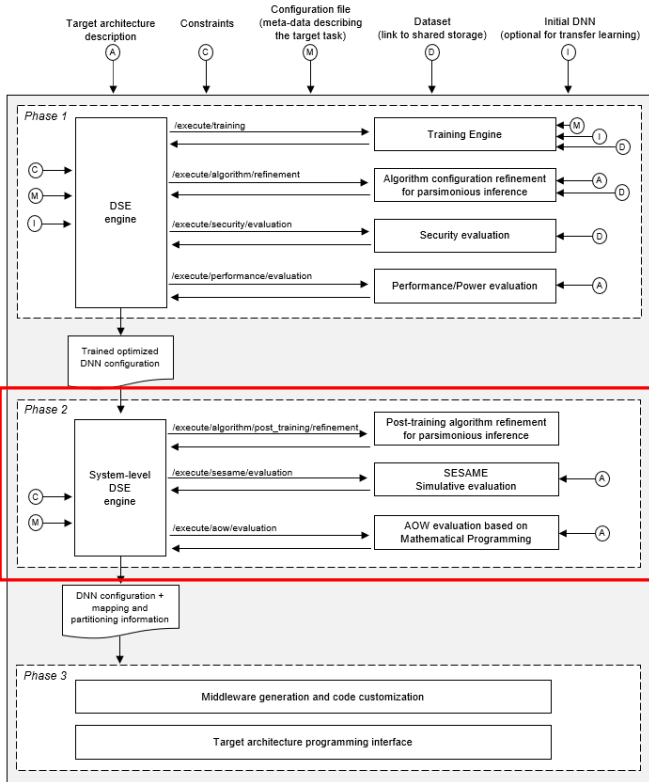 Target architecture
description
A
Constraints
C
Configuration file
(meta-data describing
the target task)
M
Dataset
(link to shared storage)
D
Initial DNN
(optional for transfer learning)
I
Phase 1
DSE
engine
C
M
I
/execute/training
Training Engine
M
I
D
/execute/algorithm/refinement
Algorithm configuration refinement
for parsimonious inference
A
D
/execute/security/evaluation
Security evaluation
D
/execute/performance/evaluation
Performance/Power evaluation
A
Trained optimized
DNN configuration
Phase 2
System-level
DSE
engine
C
M
/execute/algorithm/post_training/refinement
Post-training algorithm refinement
for parsimonious inference
/execute/sesame/evaluation
SESAME
Simulative evaluation
A
/execute/aow/evaluation
AOW evaluation based on
Mathematical Programming
A
DNN configuration +
mapping and
partitioning information
Phase 3
Middleware generation and code customization
Target architecture programming interface